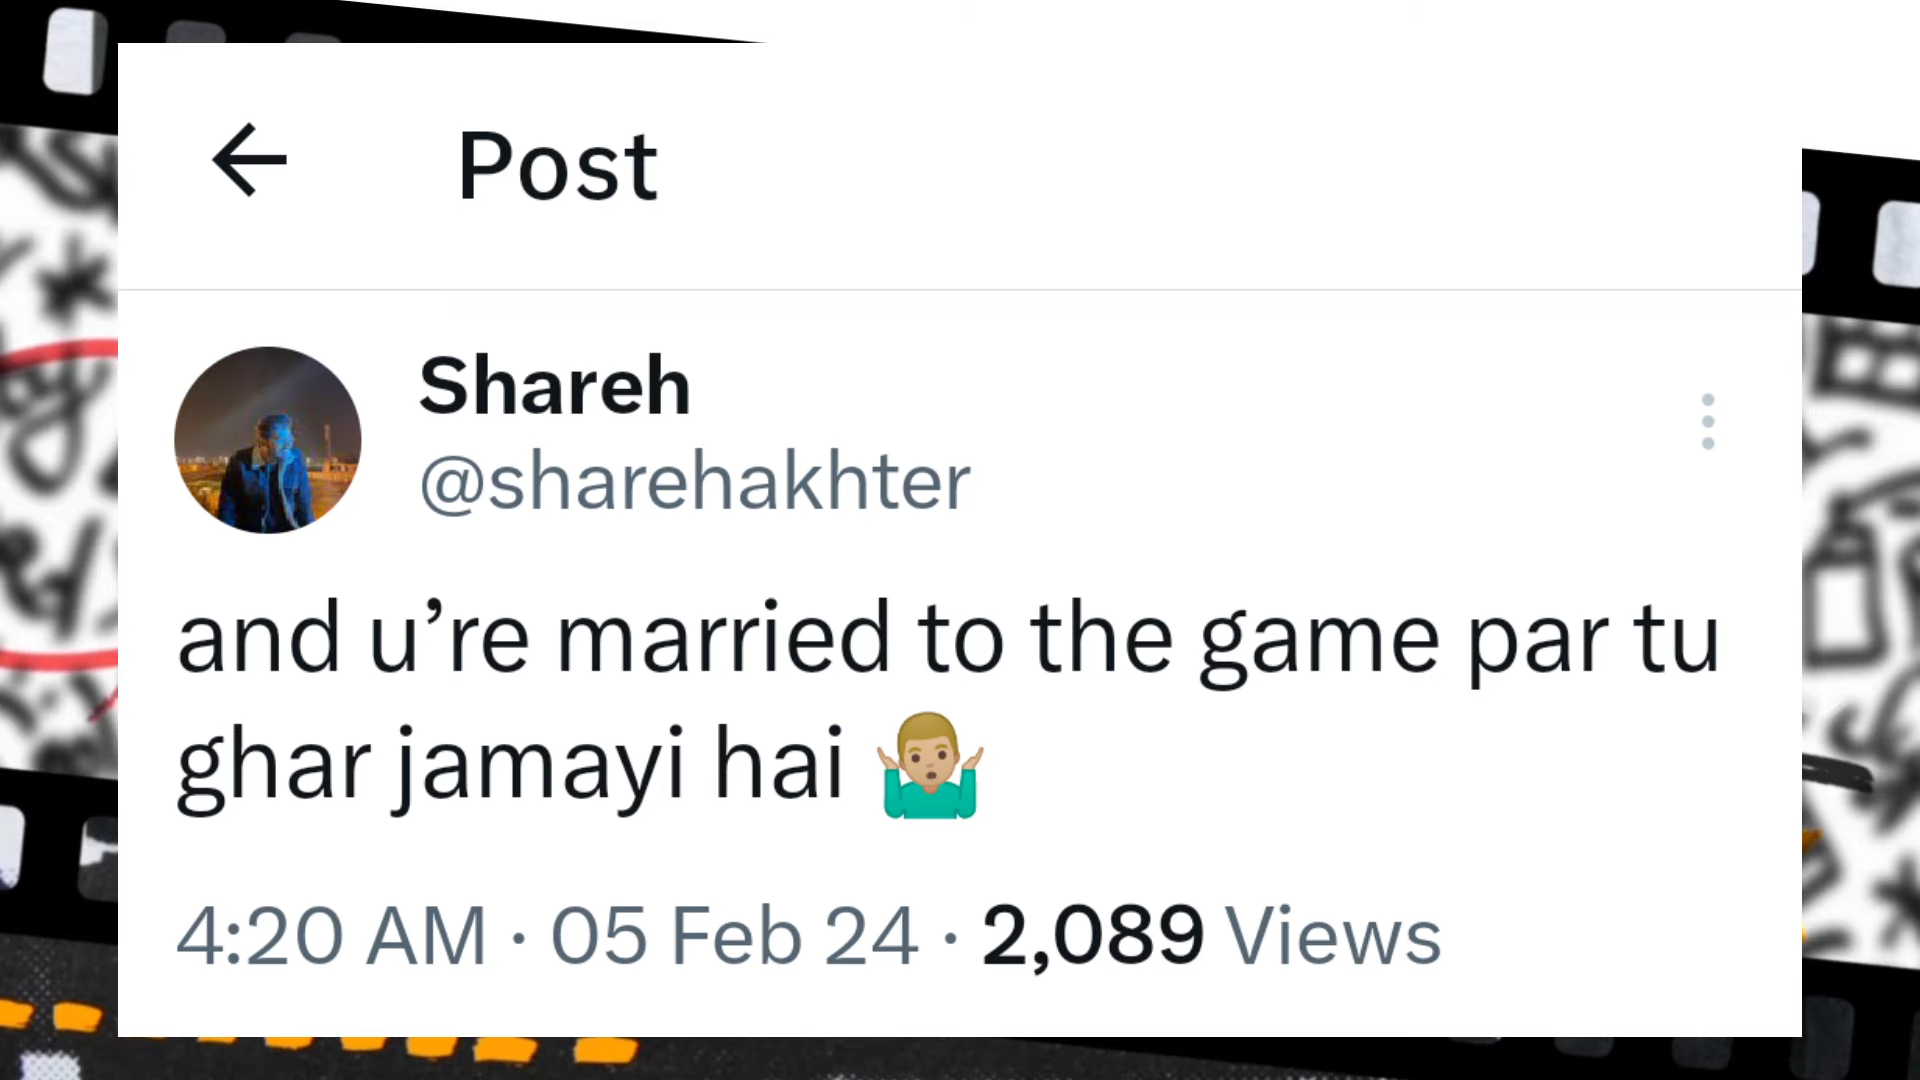 Post
Shareh
@sharehakhter
and u’re married to the game par tu
ghar jamayi hai 🤷🏼‍♂️
4:20 AM · 05 Feb 24 · 2,089 Views